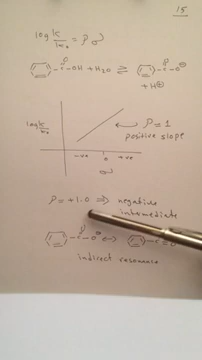 15
log K/K₀ = ρσ
-C-OH + H₂O ⇌ -C-O⊖
O O
+ H⊕
log K/K₀
ρ = 1
positive slope
-ve 0 +ve
σ
ρ = +1.0 ⇒ negative
intermediate
O
-C-O⊖ ↔
indirect resonance